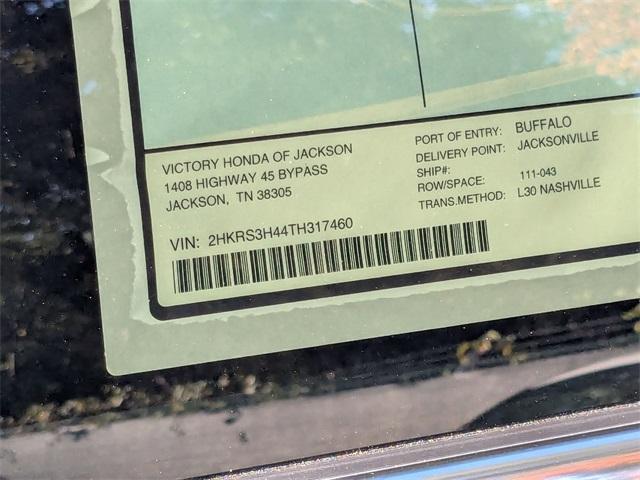 VICTORY HONDA OF JACKSON
1408 HIGHWAY 45 BYPASS
JACKSON, TN 38305
VIN: 2HKRS3H44TH317460
PORT OF ENTRY: BUFFALO
DELIVERY POINT: JACKSONVILLE
SHIP#:
ROW/SPACE: 111-043
TRANS.METHOD: L30 NASHVILLE